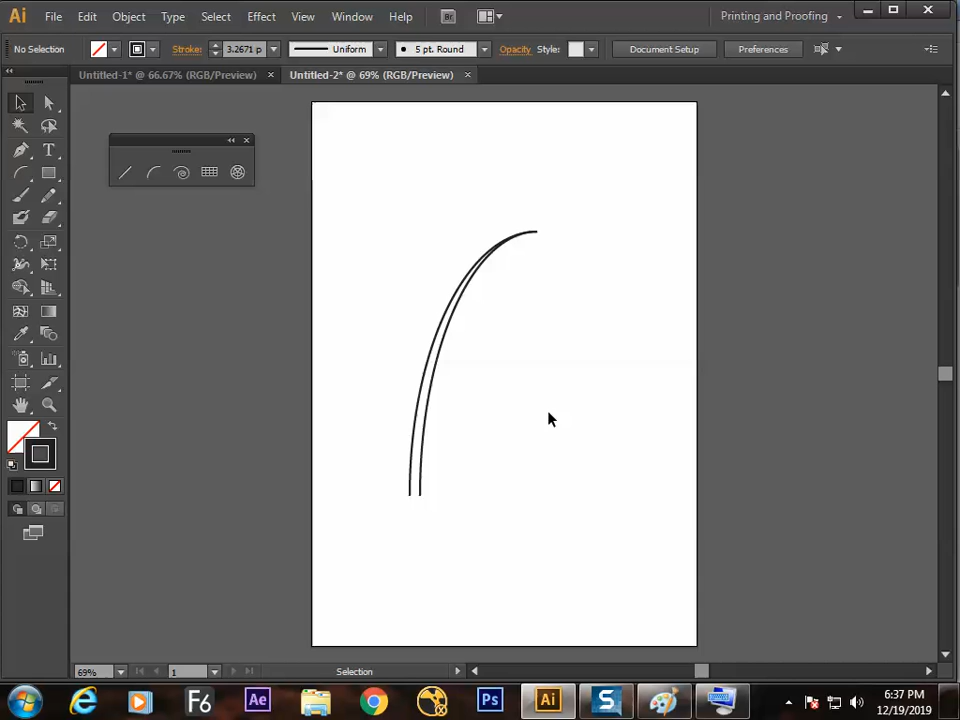 Ai File Edit Object Type Select Effect View Window Help Br Printing and Proofing
No Selection Stroke: 3.2671 p Uniform 5 pt. Round Opacity Style: Document Setup Preferences
Untitled-1* @ 66.67% (RGB/Preview) × Untitled-2* @ 69% (RGB/Preview) ×
T
69% 1 Selection
F6 Ae Ps Ai S
6:37 PM
12/19/2019